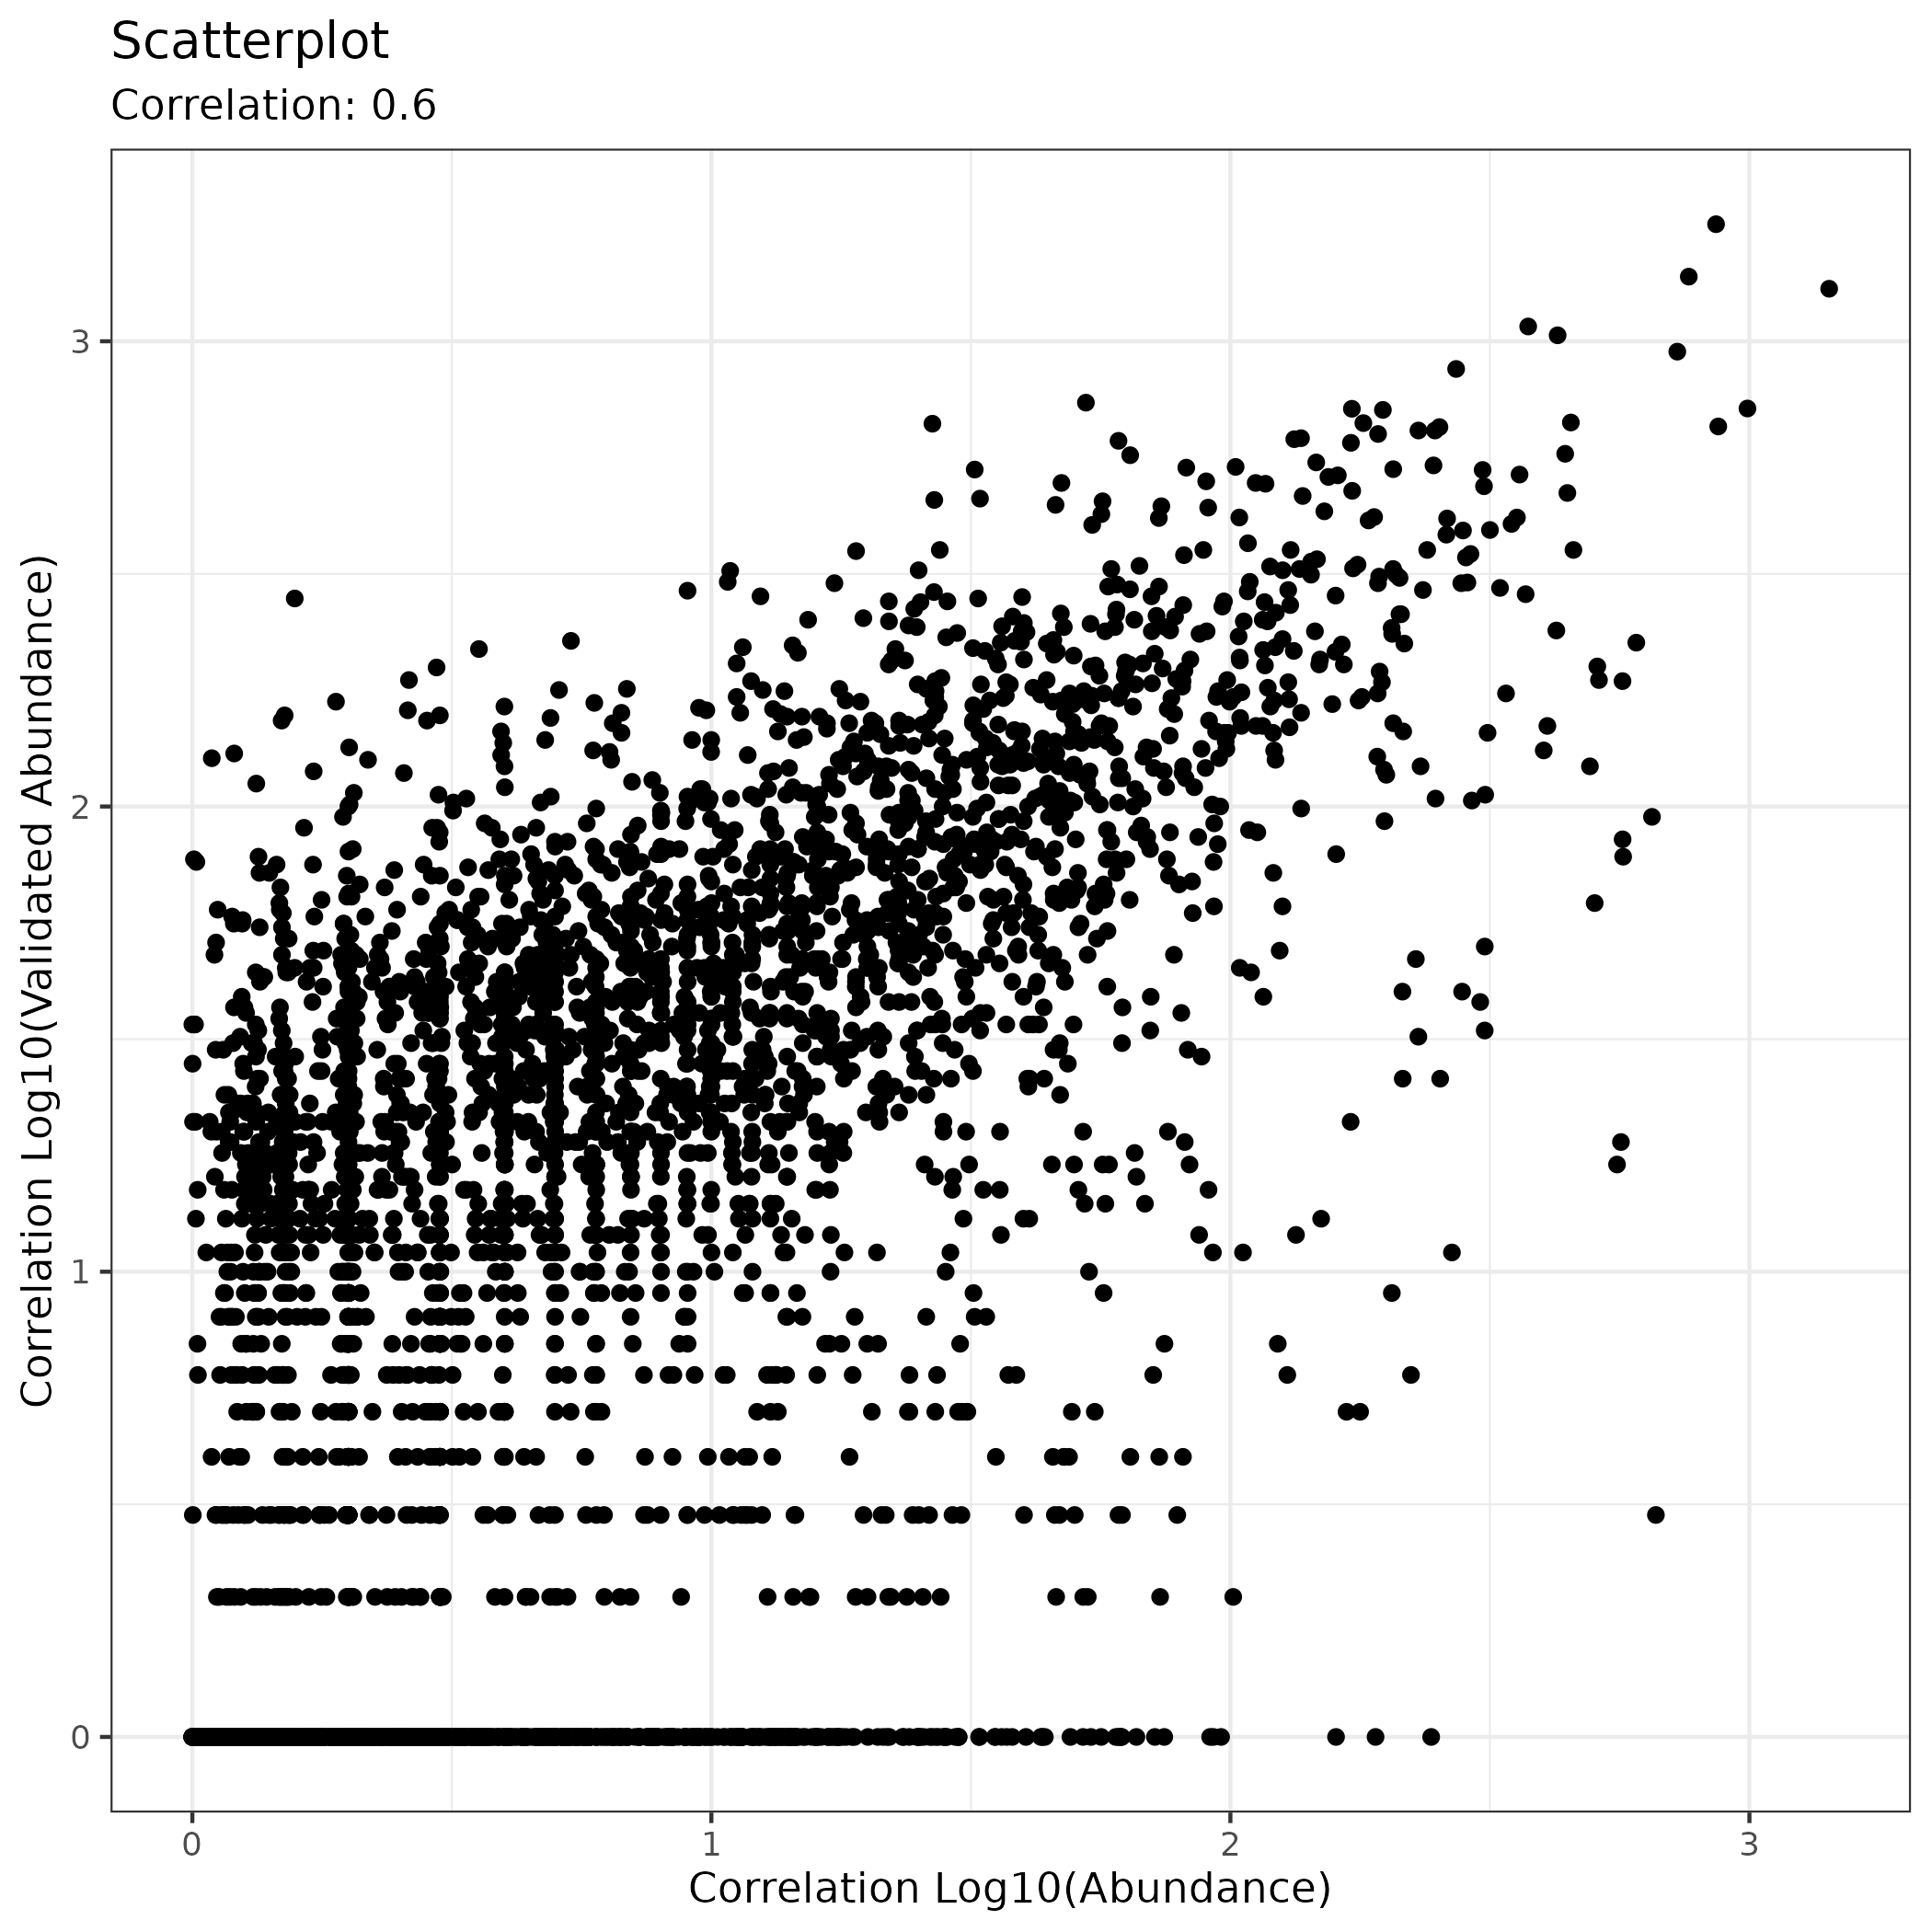 Scatterplot
Correlation: 0.6
Correlation Log10(Validated Abundance)
3
2
1
0
0 1 2 3
Correlation Log10(Abundance)